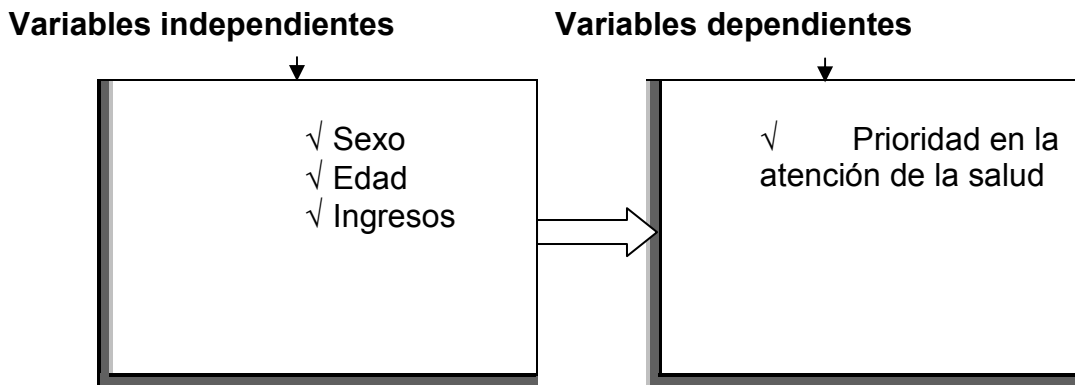 Variables independientes
Variables dependientes
√ Sexo
√ Edad
√ Ingresos
√ Prioridad en la
atención de la salud